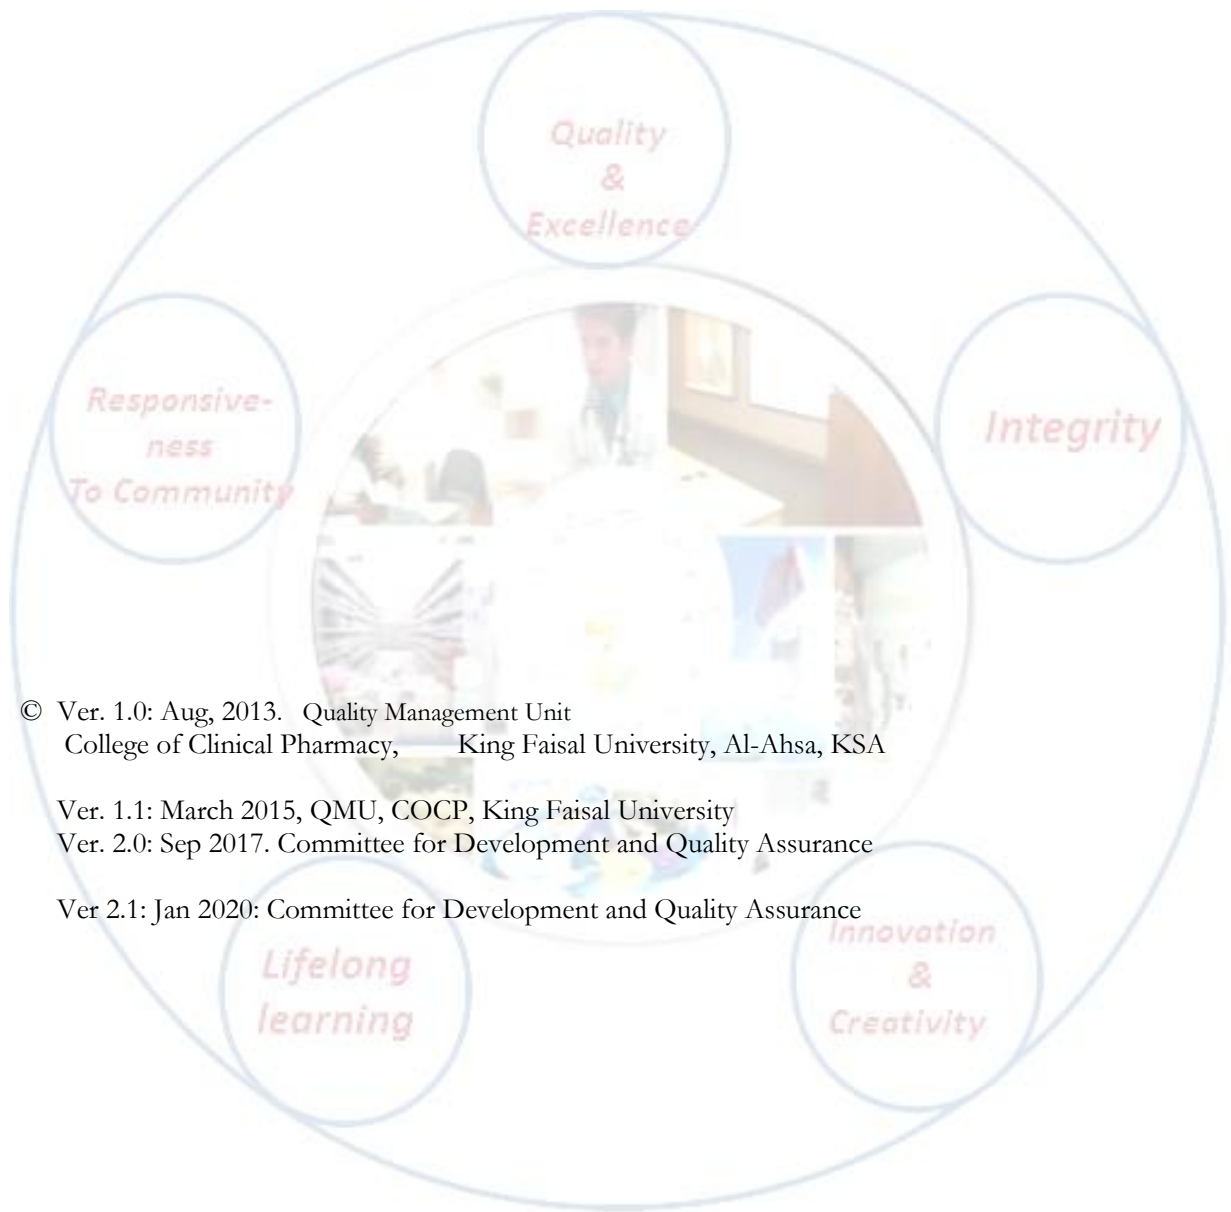 Quality
&
Excellence
Responsive-
ness
To Community
Integrity
© Ver. 1.0: Aug, 2013. Quality Management Unit
College of Clinical Pharmacy, King Faisal University, Al-Ahsa, KSA
Ver. 1.1: March 2015, QMU, COCP, King Faisal University
Ver. 2.0: Sep 2017. Committee for Development and Quality Assurance
Ver 2.1: Jan 2020: Committee for Development and Quality Assurance
Lifelong
learning
Innovation
&
Creativity